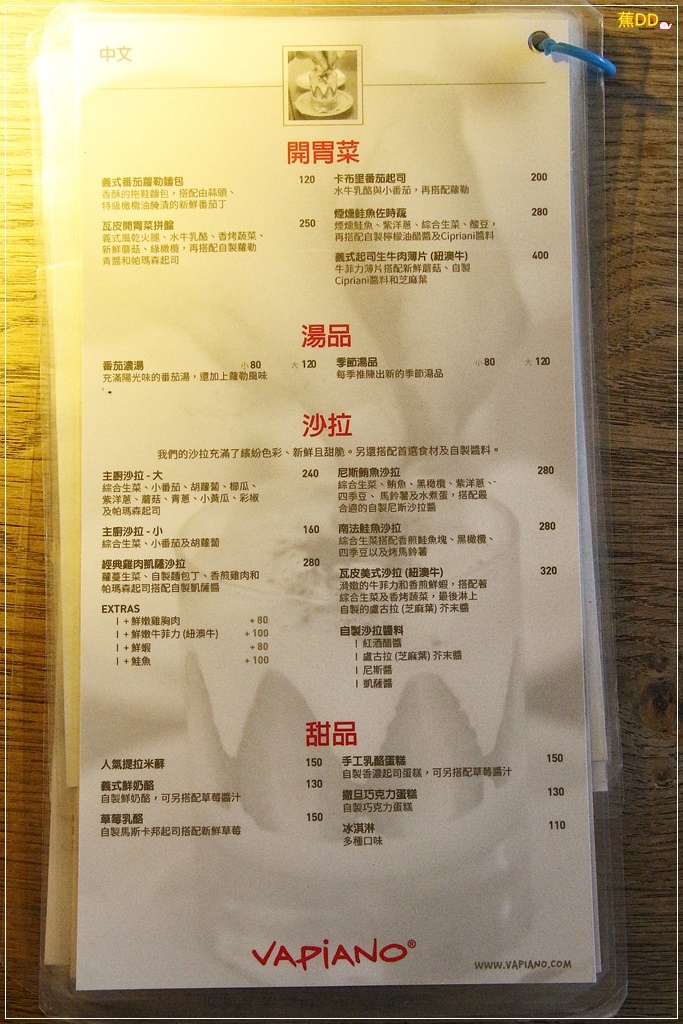 蕉DD
中文
開胃菜
義式番茄蘿勒麵包 120
香酥的拖鞋麵包，搭配由蒜頭、
特級橄欖油醃漬的新鮮番茄丁
瓦皮開胃菜拼盤 250
義式風乾火腿、水牛乳酪、香烤蔬菜、
新鮮蘑菇、綠橄欖，再搭配自製蘿勒
青醬和帕瑪森起司
卡布里番茄起司 200
水牛乳酪與小番茄，再搭配蘿勒
煙燻鮭魚佐時蔬 280
煙燻鮭魚、紫洋蔥、綜合生菜、酸豆，
再搭配自製檸檬油醋醬及Cipriani醬料
義式起司生牛肉薄片 (紐澳牛) 400
牛菲力薄片搭配新鮮蘑菇、自製
Cipriani醬料和芝麻葉
湯品
番茄濃湯 小80 大120
充滿陽光味的番茄湯，還加上蘿勒風味
季節湯品 小80 大120
每季推陳出新的季節湯品
沙拉
我們的沙拉充滿了繽紛色彩、新鮮且甜脆。另還搭配首選食材及自製醬料。
主廚沙拉 - 大 240
綜合生菜、小番茄、胡蘿蔔、櫛瓜、
紫洋蔥、蘑菇、青蔥、小黃瓜、彩椒
及帕瑪森起司
主廚沙拉 - 小 160
綜合生菜、小番茄及胡蘿蔔
經典雞肉凱薩沙拉 280
蘿蔓生菜、自製麵包丁、香煎雞肉和
帕瑪森起司搭配自製凱薩醬
EXTRAS
I + 鮮嫩雞胸肉 + 80
I + 鮮嫩牛菲力 (紐澳牛) + 100
I + 鮮蝦 + 80
I + 鮭魚 + 100
尼斯鮪魚沙拉 280
綜合生菜、鮪魚、黑橄欖、紫洋蔥、
四季豆、馬鈴薯及水煮蛋，搭配最
合適的自製尼斯沙拉醬
南法鮭魚沙拉 280
綜合生菜搭配香煎鮭魚塊、黑橄欖、
四季豆以及烤馬鈴薯
瓦皮美式沙拉 (紐澳牛) 320
滑嫩的牛菲力和香煎鮮蝦，搭配著
綜合生菜及香烤蔬菜，最後淋上
自製的盧古拉 (芝麻葉) 芥末醬
自製沙拉醬料
I 紅酒醋醬
I 盧古拉 (芝麻葉) 芥末醬
I 尼斯醬
I 凱薩醬
甜品
人氣提拉米蘇 150
義式鮮奶酪 130
自製鮮奶酪，可另搭配草莓醬汁
草莓乳酪 150
自製馬斯卡邦起司搭配新鮮草莓
手工乳酪蛋糕 150
自製香濃起司蛋糕，可另搭配草莓醬汁
撒旦巧克力蛋糕 130
自製巧克力蛋糕
冰淇淋 110
多種口味
VAPIANO®
WWW.VAPIANO.COM